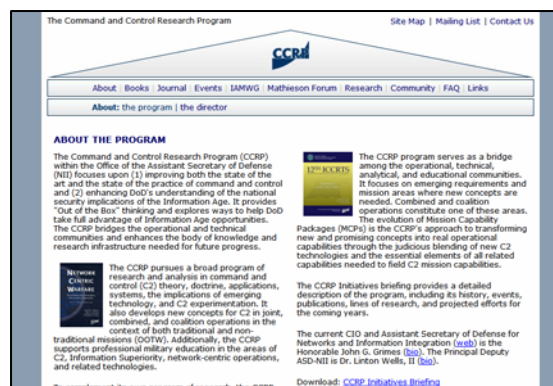 The Command and Control Research Program
Site Map | Mailing List | Contact Us
CCRP
About | Books | Journal | Events | IAMWG | Mathieson Forum | Research | Community | FAQ | Links
About: the program | the director
ABOUT THE PROGRAM
The Command and Control Research Program (CCRP)
within the Office of the Assistant Secretary of Defense
(NII) focuses upon (1) improving both the state of the
art and the state of the practice of command and control
and (2) enhancing DoD's understanding of the national
security implications of the Information Age. It provides
"Out of the Box" thinking and explores ways to help DoD
take full advantage of Information Age opportunities.
The CCRP bridges the operational and technical
communities and enhances the body of knowledge and
research infrastructure needed for future progress.
NETWORK
CENTRIC
WARFARE
The CCRP pursues a broad program of
research and analysis in command and
control (C2) theory, doctrine, applications,
systems, the implications of emerging
technology, and C2 experimentation. It
also develops new concepts for C2 in joint,
combined, and coalition operations in the
context of both traditional and non-
traditional missions (OOTW). Additionally, the CCRP
supports professional military education in the areas of
C2, Information Superiority, network-centric operations,
and related technologies.
12TH ICCRTS
The CCRP program serves as a bridge
among the operational, technical,
analytical, and educational communities.
It focuses on emerging requirements and
mission areas where new concepts are
needed. Combined and coalition
operations constitute one of these areas.
The evolution of Mission Capability
Packages (MCPs) is the CCRP's approach to transforming
new and promising concepts into real operational
capabilities through the judicious blending of new C2
technologies and the essential elements of all related
capabilities needed to field C2 mission capabilities.
The CCRP Initiatives briefing provides a detailed
description of the program, including its history, events,
publications, lines of research, and projected efforts for
the coming years.
The current CIO and Assistant Secretary of Defense for
Networks and Information Integration (web) is the
Honorable John G. Grimes (bio). The Principal Deputy
ASD-NII is Dr. Linton Wells, II (bio).
Download: CCRP Initiatives Briefing